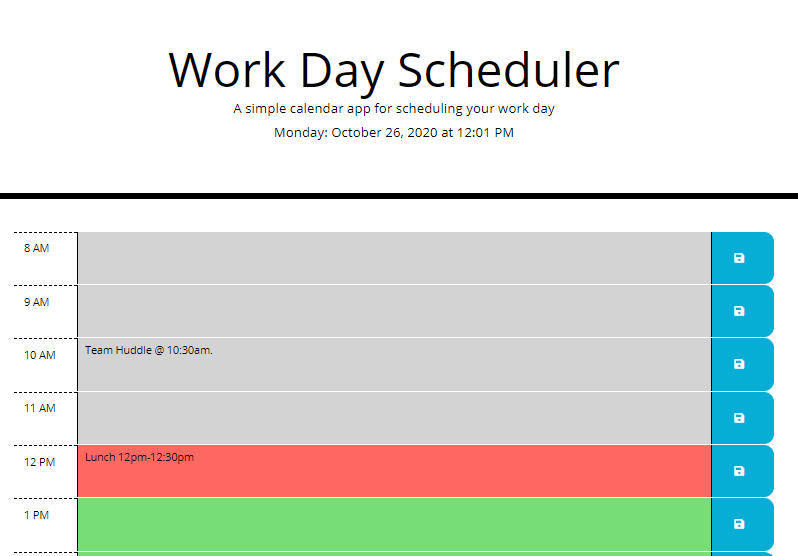 Work Day Scheduler
A simple calendar app for scheduling your work day
Monday: October 26, 2020 at 12:01 PM
8 AM
9 AM
10 AM
Team Huddle @ 10:30am.
11 AM
12 PM
Lunch 12pm-12:30pm
1 PM